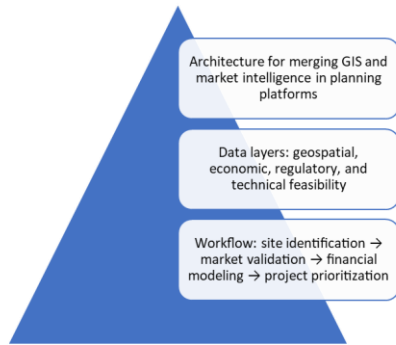 Architecture for merging GIS and
market intelligence in planning
platforms
Data layers: geospatial,
economic, regulatory, and
technical feasibility
Workflow: site identification →
market validation → financial
modeling → project prioritization